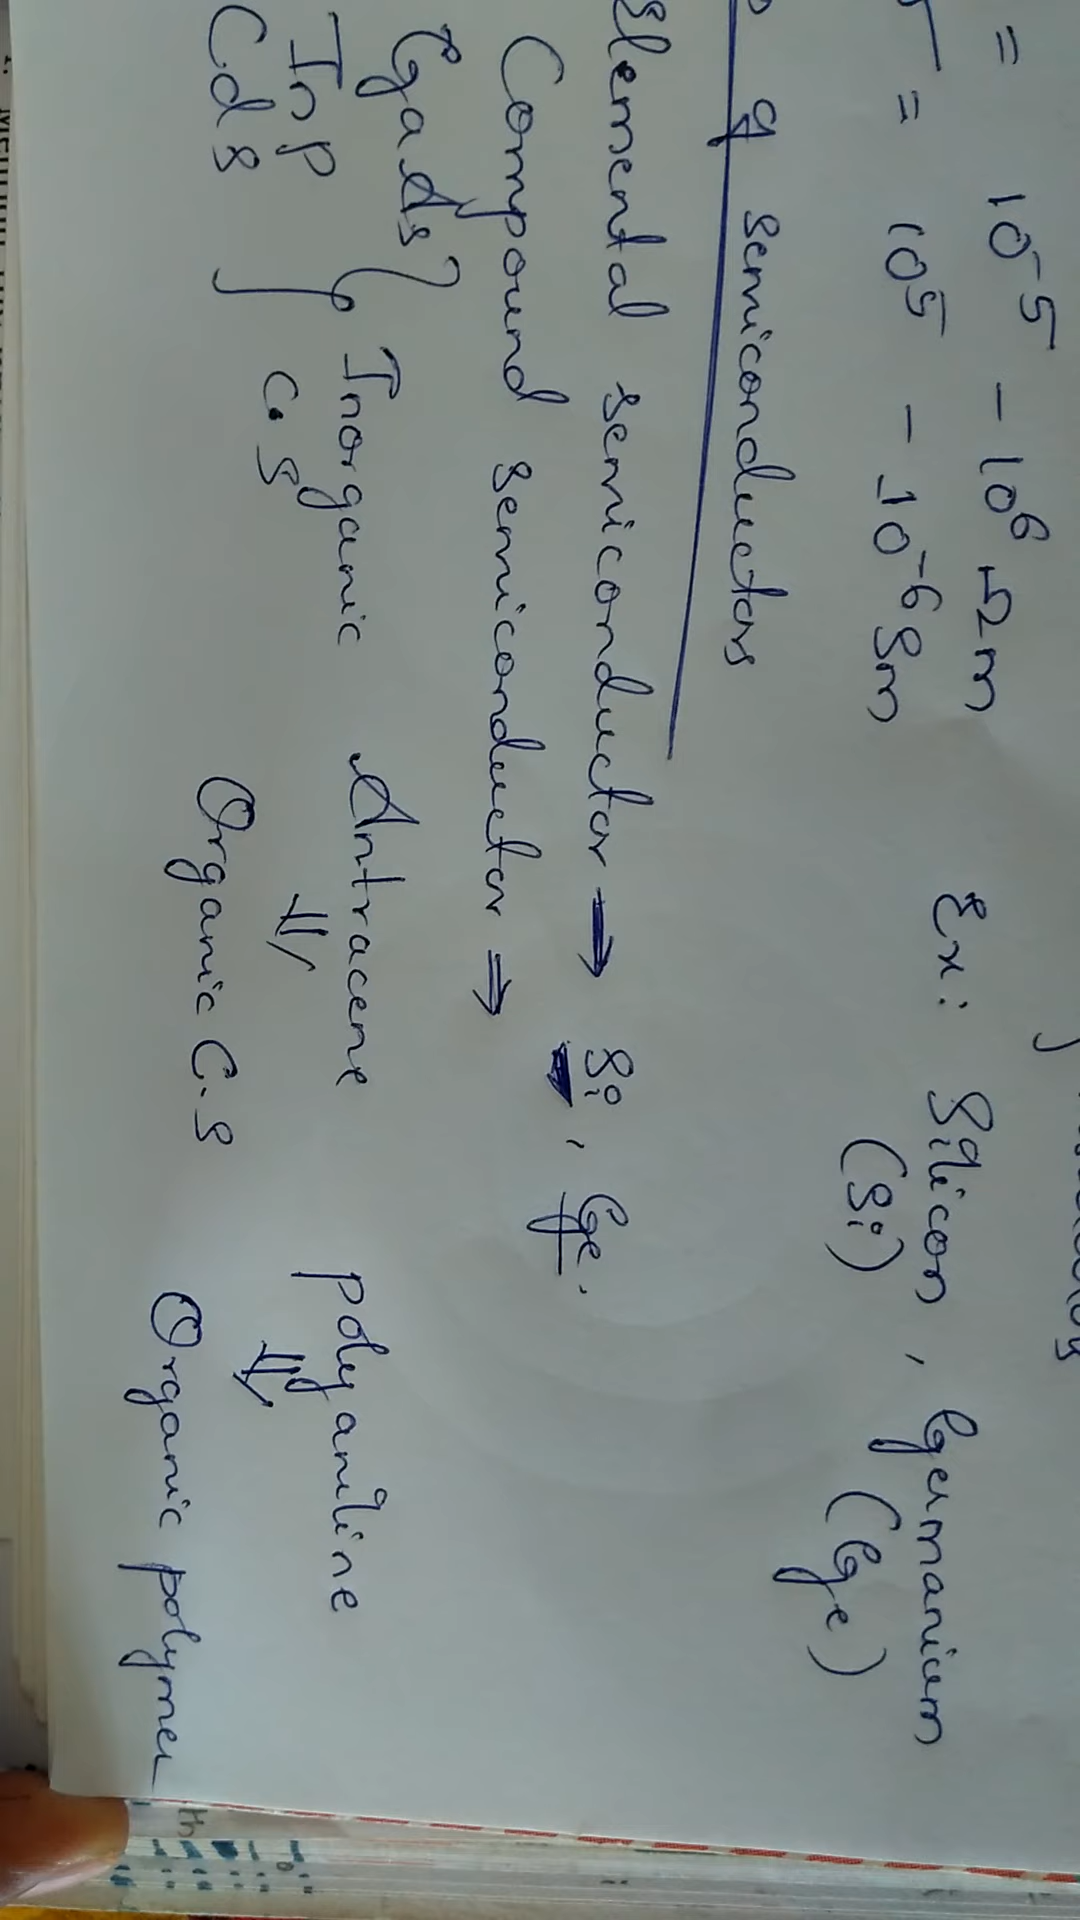 = 10⁻⁵ - 10⁶ Ωm
σ = 10⁵ - 10⁻⁶ Sm
Ex: Silicon, Germanium
(Si) (Ge)
of semiconductors
Elemental semiconductor → Si, Ge.
Compound semiconductor ⇒
GaAs
InP
CdS
Inorganic
C.S
Antracene
⇓
Organic C.S
Polyaniline
⇓
Organic polymer